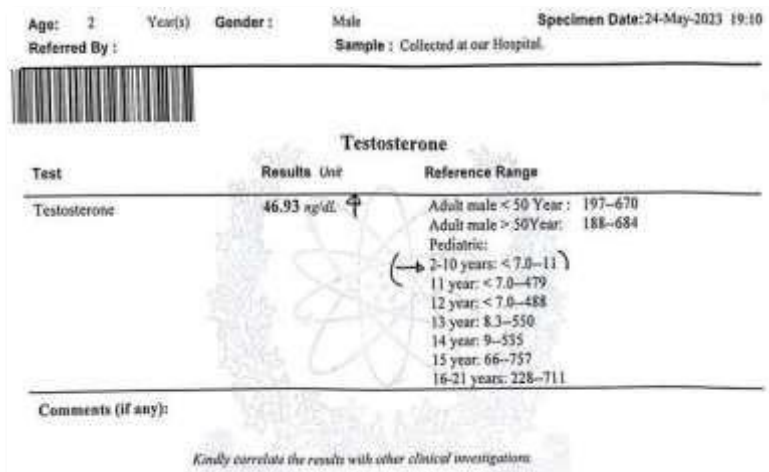 Age: 2 Year(s) Gender : Male Specimen Date:24-May-2023 19:10
Referred By : Sample : Collected at our Hospital.
Testosterone
Test Results Unit Reference Range
Testosterone 46.93 ng/dL Adult male < 50 Year : 197--670
Adult male > 50Year: 188--684
Pediatric:
2-10 years: < 7.0--11
11 year: < 7.0--479
12 year: < 7.0--488
13 year: 8.3--550
14 year: 9--535
15 year: 66--757
16-21 years: 228--711
Comments (if any):
Kindly correlate the results with other clinical investigations